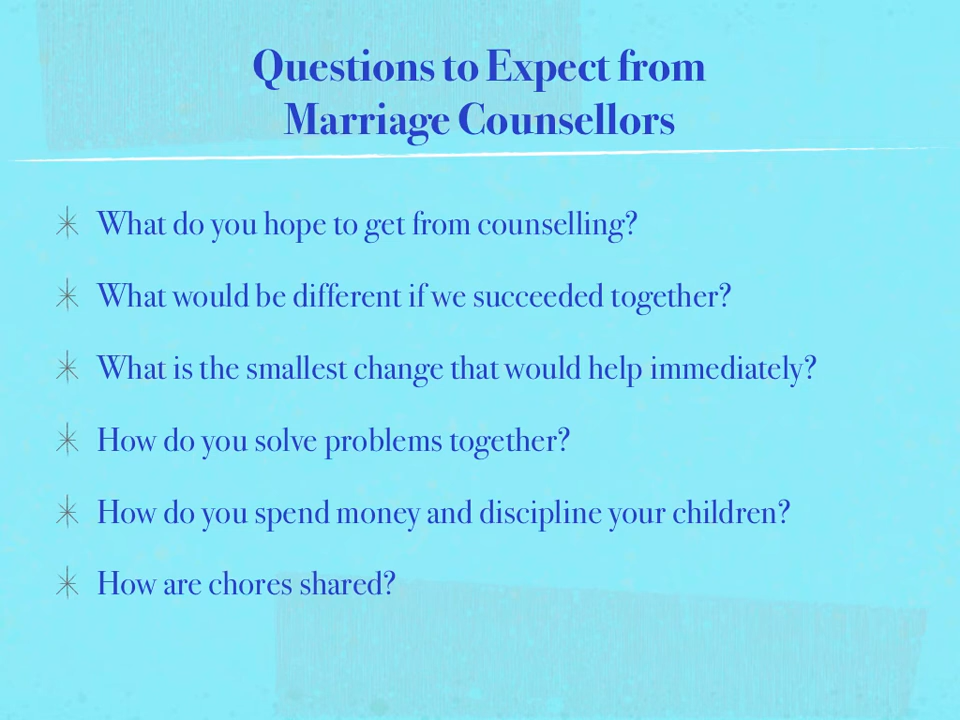 Questions to Expect from
Marriage Counsellors
What do you hope to get from counselling?
What would be different if we succeeded together?
What is the smallest change that would help immediately?
How do you solve problems together?
How do you spend money and discipline your children?
How are chores shared?